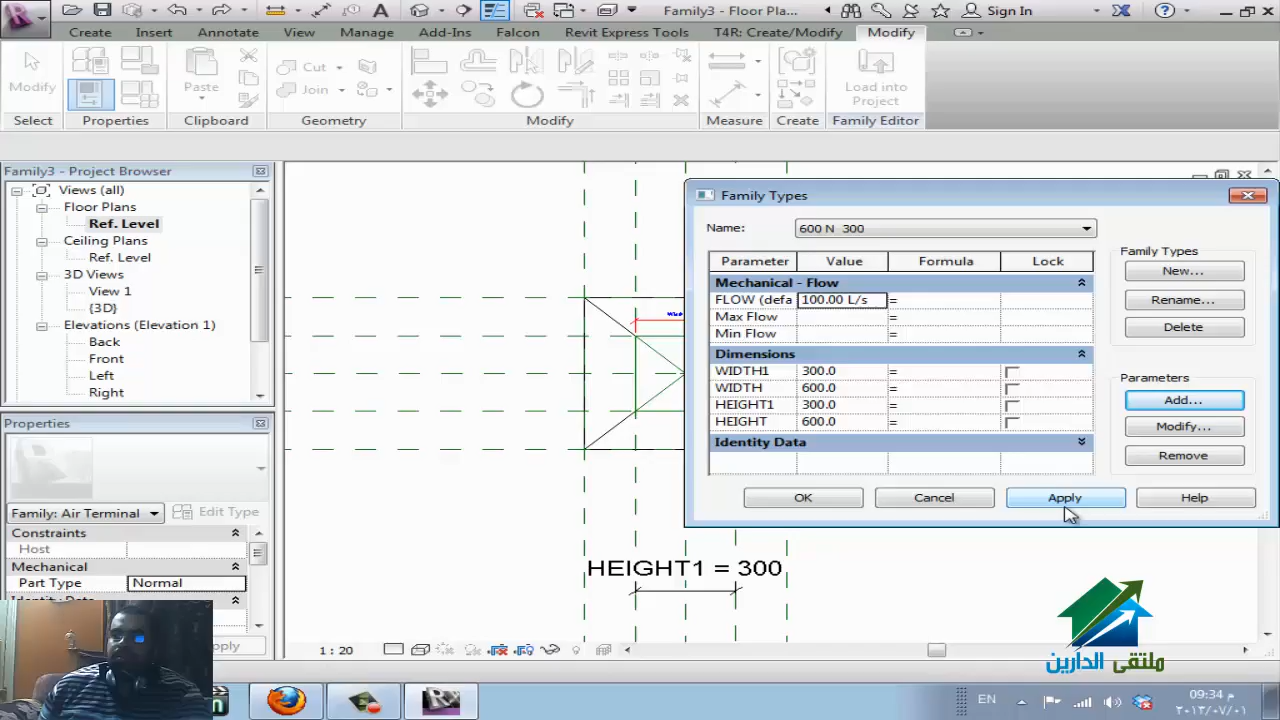 Family3 - Floor Pla...
Sign In
Create
Insert
Annotate
View
Manage
Add-Ins
Falcon
Revit Express Tools
T4R: Create/Modify
Modify
Modify
Paste
Cut
Join
Load into
Project
Select
Properties
Clipboard
Geometry
Modify
Measure
Create
Family Editor
Family3 - Project Browser
Views (all)
Floor Plans
Ref. Level
Ceiling Plans
Ref. Level
3D Views
View 1
{3D}
Elevations (Elevation 1)
Back
Front
Left
Right
Properties
Family: Air Terminal
Edit Type
Constraints
Host
Mechanical
Part Type
Normal
Family Types
Name:
600 N 300
Parameter
Value
Formula
Lock
Mechanical - Flow
FLOW (defa
100.00 L/s
=
Max Flow
=
Min Flow
=
Dimensions
WIDTH1
300.0
=
WIDTH
600.0
=
HEIGHT1
300.0
=
HEIGHT
600.0
=
Identity Data
Family Types
New...
Rename...
Delete
Parameters
Add...
Modify...
Remove
OK
Cancel
Apply
Help
HEIGHT1 = 300
1 : 20
ملتقى الدارين
EN
09:34 م
٢٠١٣/٠٧/٠١